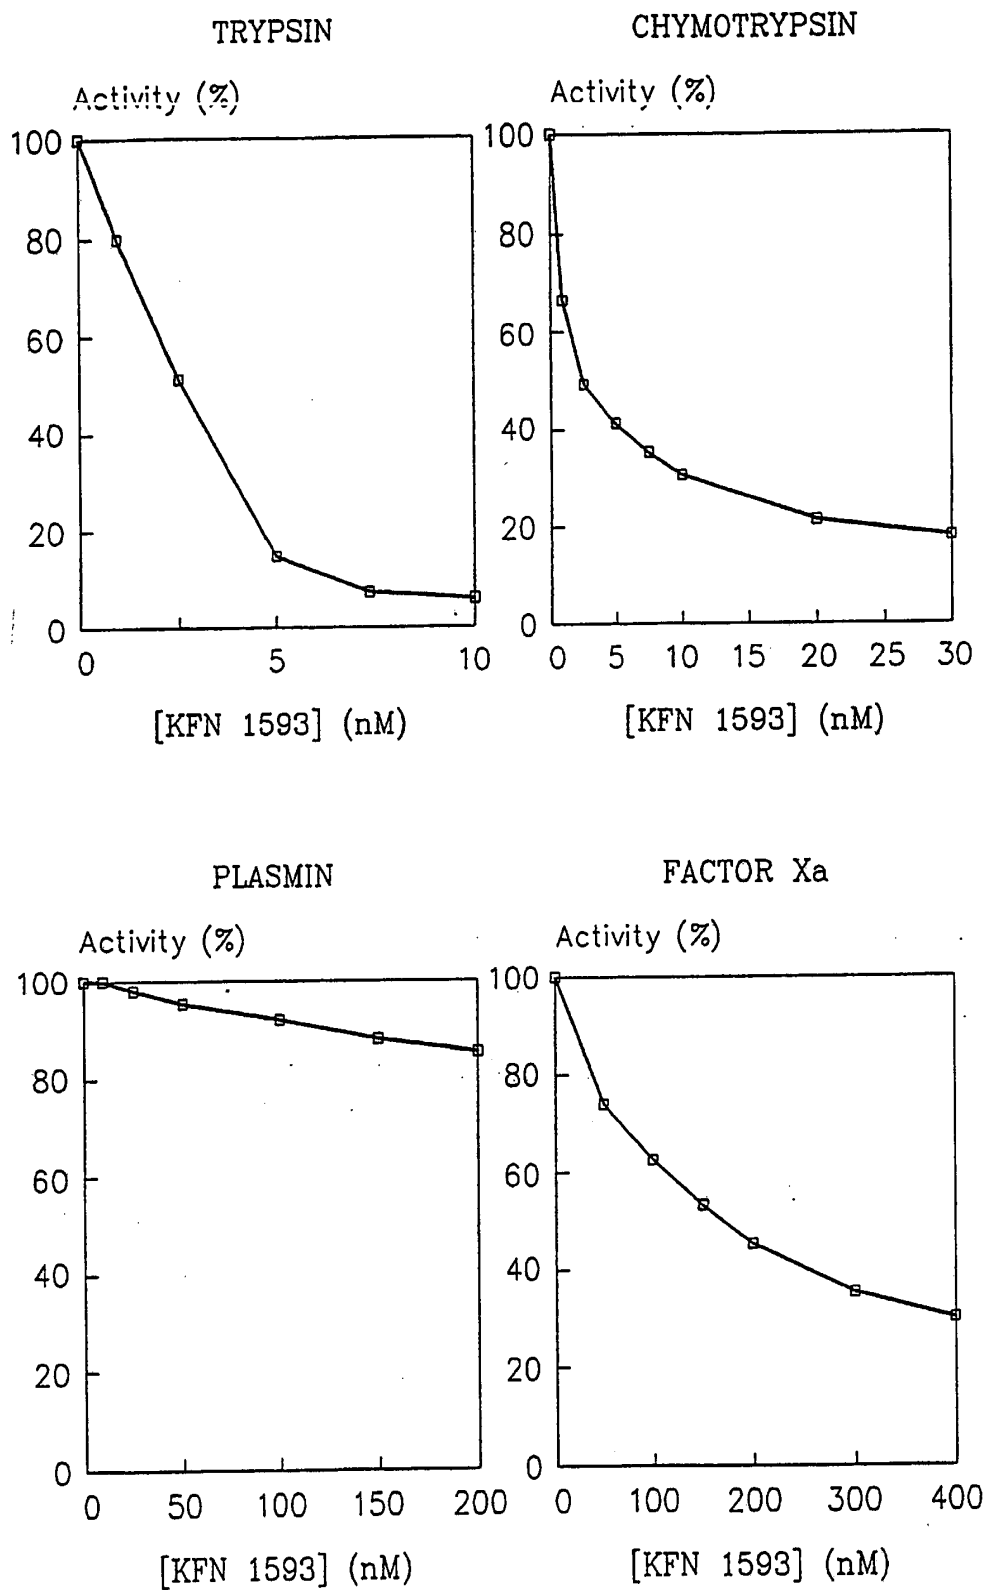 TRYPSIN
Activity (%)
100
80
60
40
20
0
0 5 10
[KFN 1593] (nM)
CHYMOTRYPSIN
Activity (%)
100
80
60
40
20
0
0 5 10 15 20 25 30
[KFN 1593] (nM)
PLASMIN
Activity (%)
100
80
60
40
20
0
0 50 100 150 200
[KFN 1593] (nM)
FACTOR Xa
Activity (%)
100
80
60
40
20
0
0 100 200 300 400
[KFN 1593] (nM)